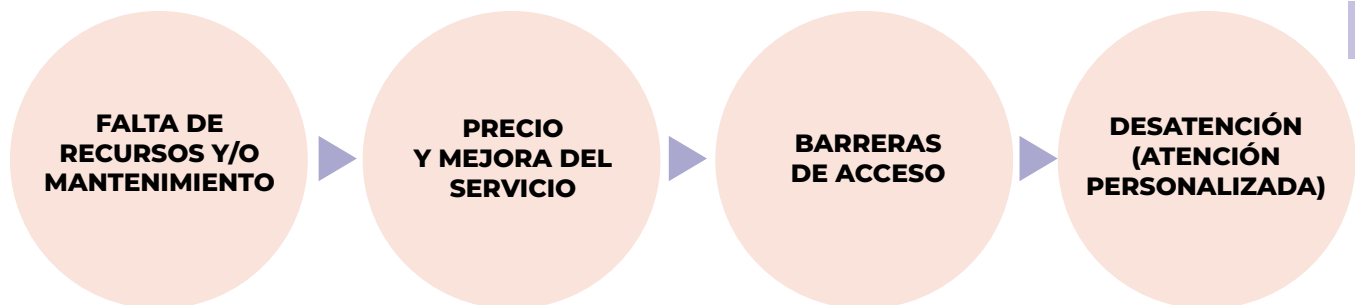 FALTA DE
RECURSOS Y/O
MANTENIMIENTO
PRECIO
Y MEJORA DEL
SERVICIO
BARRERAS
DE ACCESO
DESATENCIÓN
(ATENCIÓN
PERSONALIZADA)